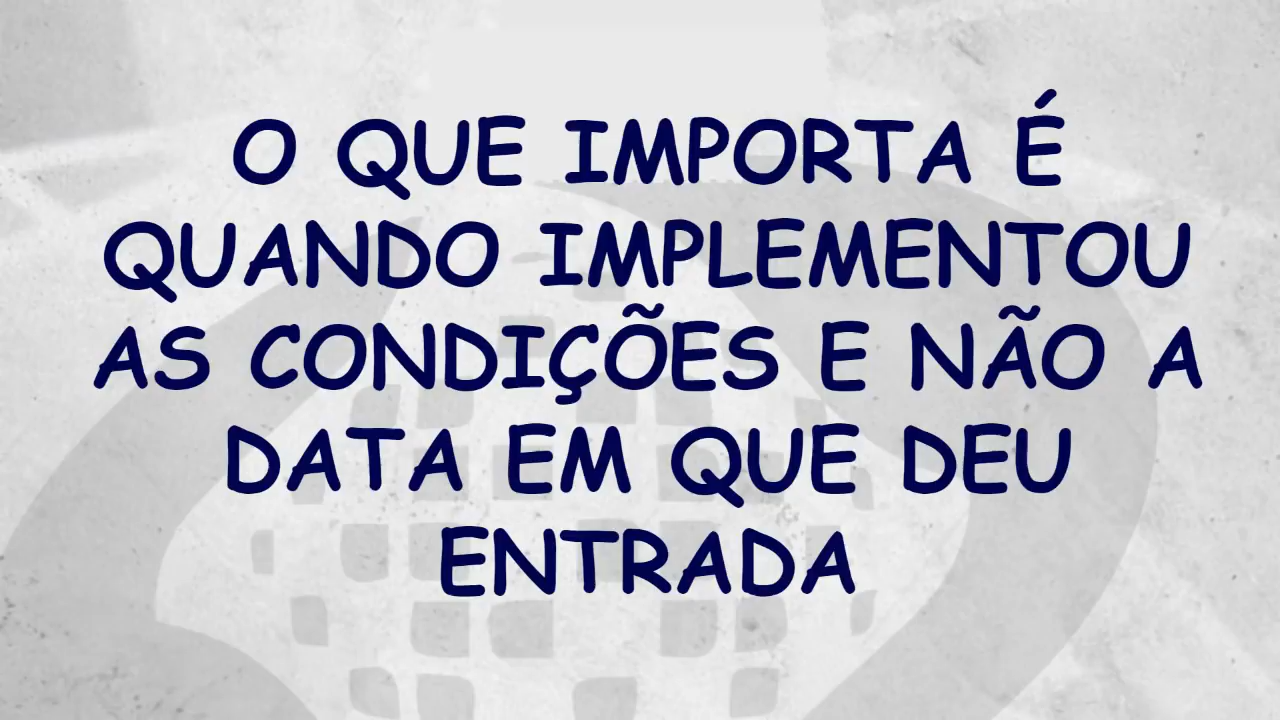 O QUE IMPORTA É
QUANDO IMPLEMENTOU
AS CONDIÇÕES E NÃO A
DATA EM QUE DEU
ENTRADA